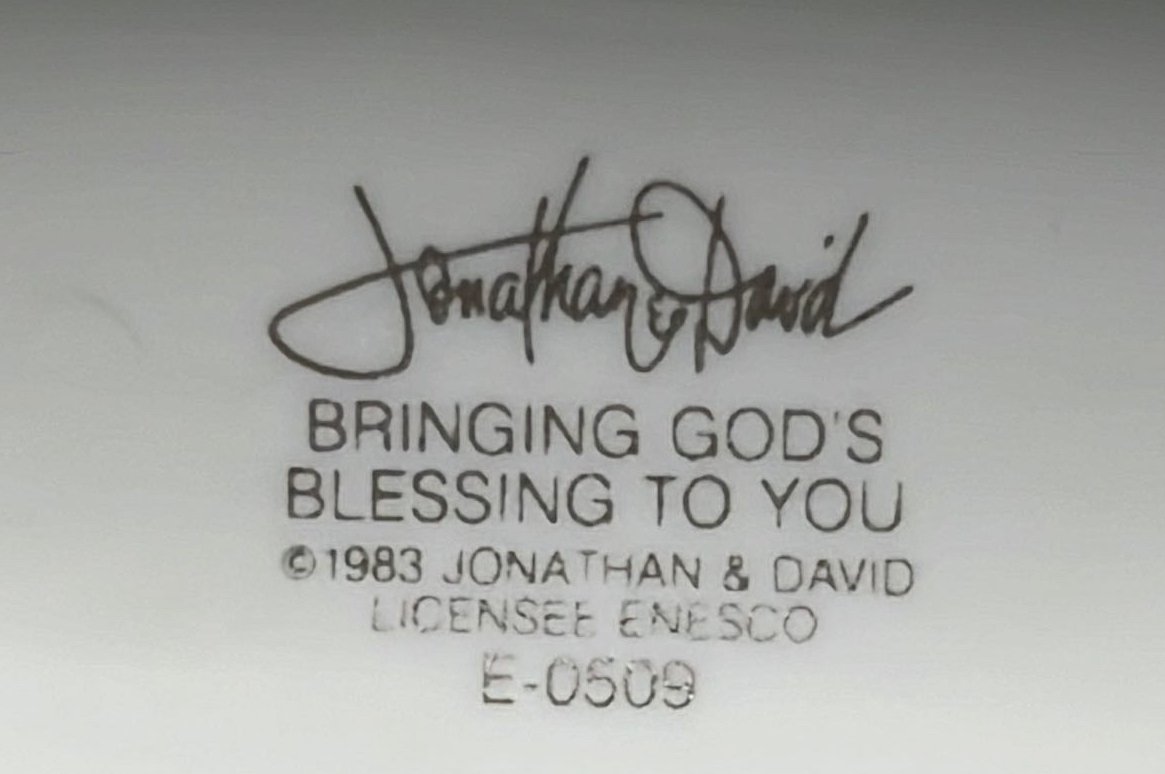 Jonathan & David
BRINGING GOD'S
BLESSING TO YOU
©1983 JONATHAN & DAVID
LICENSEE ENESCO
E-0509